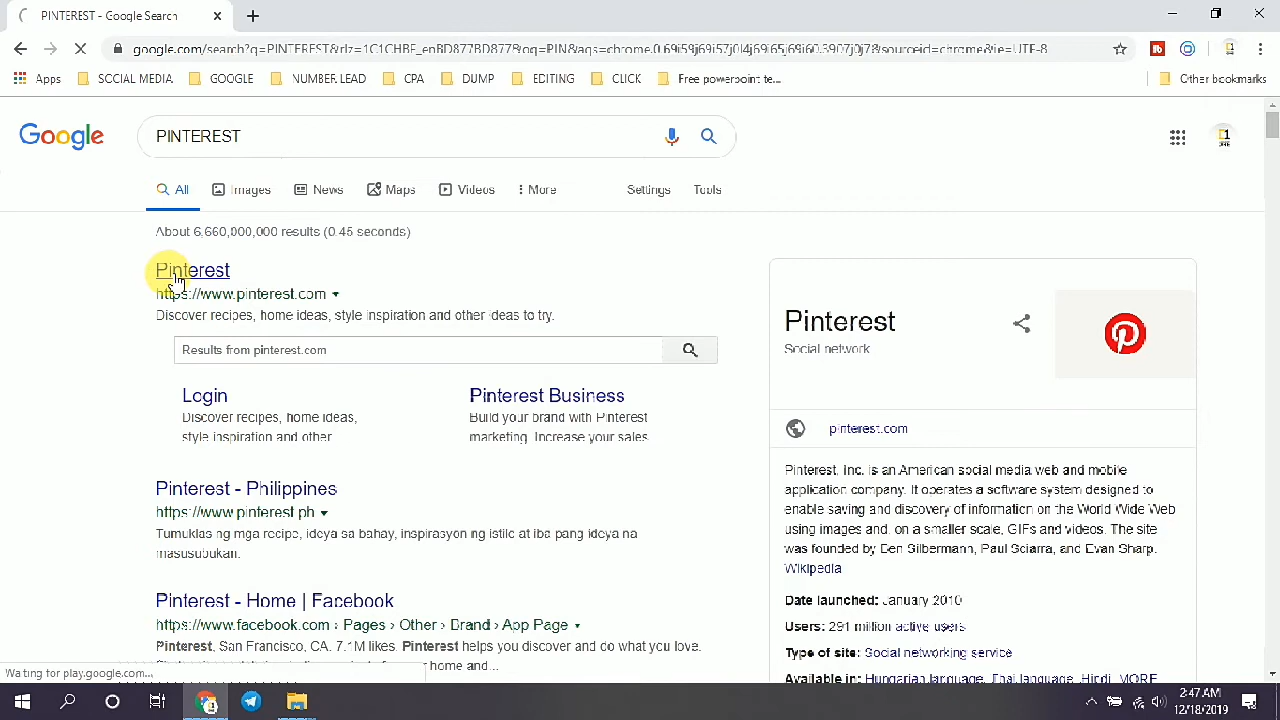 PINTEREST - Google Search
Apps SOCIAL MEDIA GOOGLE NUMBER LEAD CPA DUMP EDITING CLICK Free powerpoint te... Other bookmarks
Google
PINTEREST
All Images News Maps Videos More Settings Tools
About 6,660,000,000 results (0.45 seconds)
Pinterest
https://www.pinterest.com
Discover recipes, home ideas, style inspiration and other ideas to try.
Results from pinterest.com
Login
Discover recipes, home ideas,
style inspiration and other
Pinterest Business
Build your brand with Pinterest
marketing. Increase your sales
Pinterest - Philippines
https://www.pinterest.ph
Tumuklas ng mga recipe, ideya sa bahay, inspirasyon ng istilo at iba pang ideya na
masusubukan.
Pinterest - Home | Facebook
https://www.facebook.com › Pages › Other › Brand › App Page
Pinterest, San Francisco, CA. 7.1M likes. Pinterest helps you discover and do what you love.
home and...
Pinterest
Social network
pinterest.com
Pinterest, Inc. is an American social media web and mobile
application company. It operates a software system designed to
enable saving and discovery of information on the World Wide Web
using images and, on a smaller scale, GIFs and videos. The site
was founded by Ben Silbermann, Paul Sciarra, and Evan Sharp.
Wikipedia
Date launched: January 2010
Users: 291 million active users
Type of site: Social networking service
Available in: Hungarian language, Thai language, Hindi, MORE
Waiting for play.google.com...
2:47 AM
12/18/2019